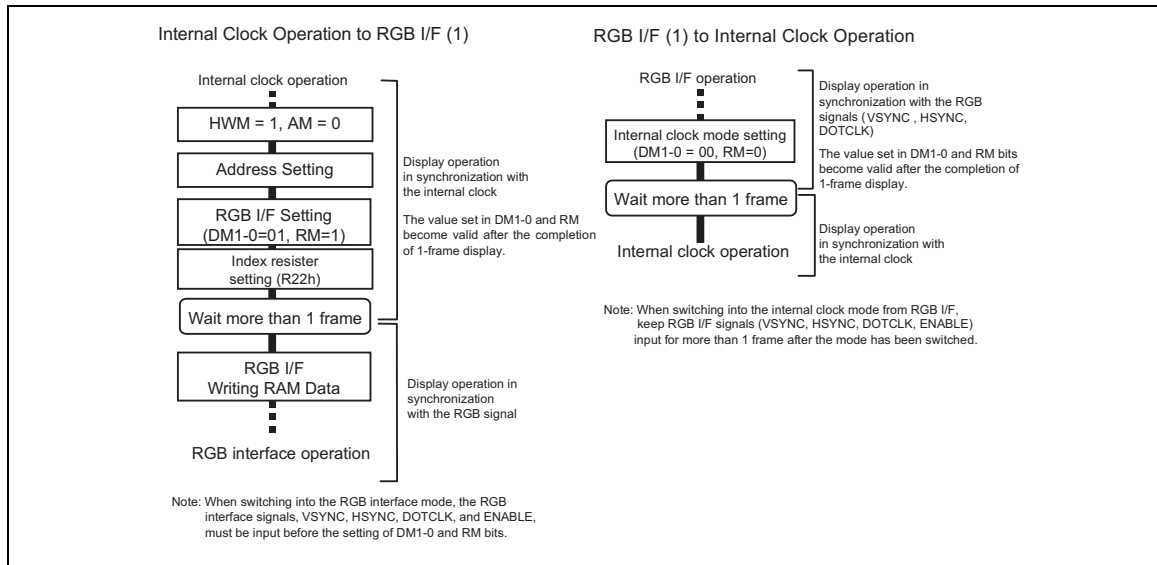 Internal Clock Operation to RGB I/F (1)
Internal clock operation
HWM = 1, AM = 0
Address Setting
RGB I/F Setting
(DM1-0=01, RM=1)
Index register
setting (R22h)
Wait more than 1 frame
RGB I/F
Writing RAM Data
RGB interface operation
Display operation
in synchronization with
the internal clock
The value set in DM1-0 and RM
become valid after the completion
of 1-frame display.
Display operation in
synchronization
with the RGB signal
Note: When switching into the RGB interface mode, the RGB
interface signals, VSYNC, HSYNC, DOTCLK, and ENABLE,
must be input before the setting of DM1-0 and RM bits.
RGB I/F (1) to Internal Clock Operation
RGB I/F operation
Internal clock mode setting
(DM1-0 = 00, RM=0)
Wait more than 1 frame
Internal clock operation
Display operation in
synchronization with the RGB
signals (VSYNC , HSYNC,
DOTCLK)
The value set in DM1-0 and RM bits
become valid after the completion of
1-frame display.
Display operation
in synchronization with
the internal clock
Note: When switching into the internal clock mode from RGB I/F,
keep RGB I/F signals (VSYNC, HSYNC, DOTCLK, ENABLE)
input for more than 1 frame after the mode has been switched.